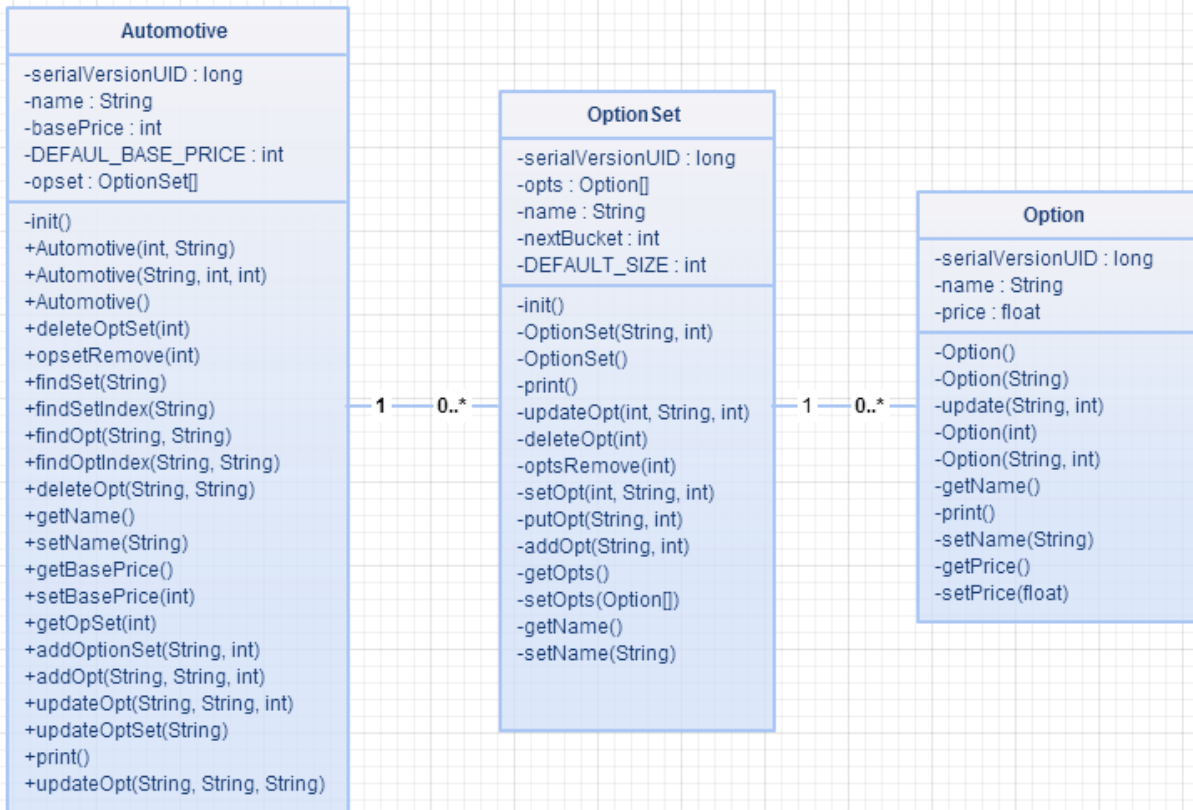 Automotive
-serialVersionUID : long
-name : String
-basePrice : int
-DEFAUL_BASE_PRICE : int
-opset : OptionSet[]
-init()
+Automotive(int, String)
+Automotive(String, int, int)
+Automotive()
+deleteOptSet(int)
+opsetRemove(int)
+findSet(String)
+findSetIndex(String)
+findOpt(String, String)
+findOptIndex(String, String)
+deleteOpt(String, String)
+getName()
+setName(String)
+getBasePrice()
+setBasePrice(int)
+getOpSet(int)
+addOptionSet(String, int)
+addOpt(String, String, int)
+updateOpt(String, String, int)
+updateOptSet(String)
+print()
+updateOpt(String, String, String)
1 0..*
OptionSet
-serialVersionUID : long
-opts : Option[]
-name : String
-nextBucket : int
-DEFAULT_SIZE : int
-init()
-OptionSet(String, int)
-OptionSet()
-print()
-updateOpt(int, String, int)
-deleteOpt(int)
-optsRemove(int)
-setOpt(int, String, int)
-putOpt(String, int)
-addOpt(String, int)
-getOpts()
-setOpts(Option[])
-getName()
-setName(String)
1 0..*
Option
-serialVersionUID : long
-name : String
-price : float
-Option()
-Option(String)
-update(String, int)
-Option(int)
-Option(String, int)
-getName()
-print()
-setName(String)
-getPrice()
-setPrice(float)